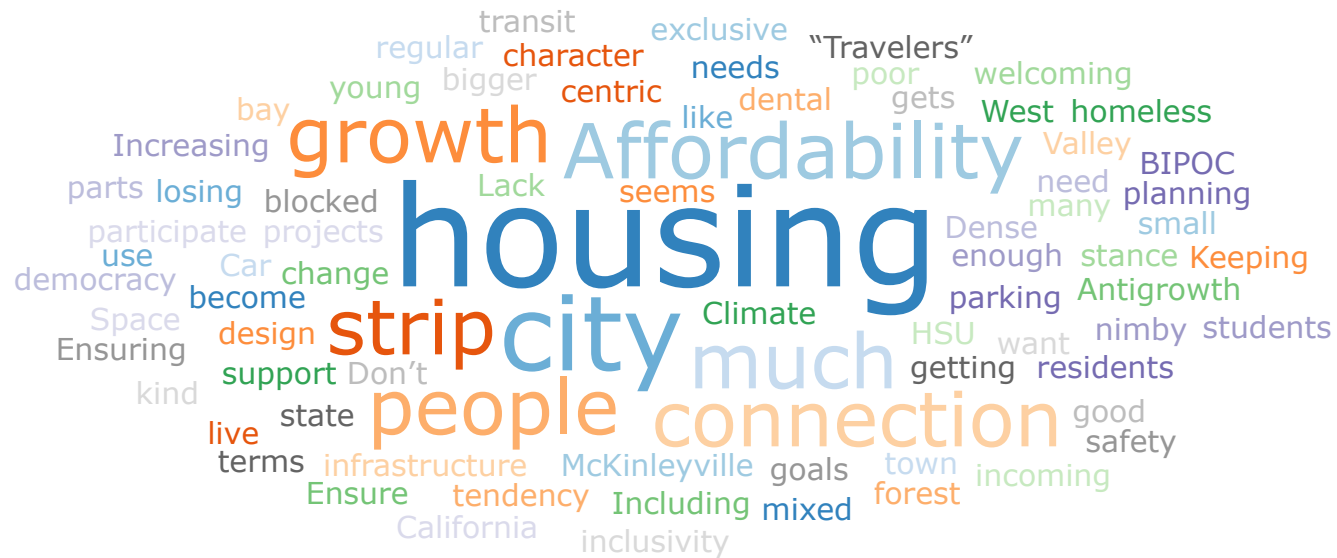 transit exclusive
regular character needs "Travelers"
young bigger centric dental poor welcoming
bay growth like gets West homeless
Increasing Affordability Valley
parts losing blocked Lack seems need BIPOC
many planning
participate projects housing Dense small
use Car change enough stance Keeping
democracy become parking Antigrowth
Space design strip city Climate HSU nimby students
Ensuring support Don't much want
kind getting residents
state people connection good
live safety
terms infrastructure McKinleyville goals town incoming
Ensure tendency Including mixed forest
California inclusivity